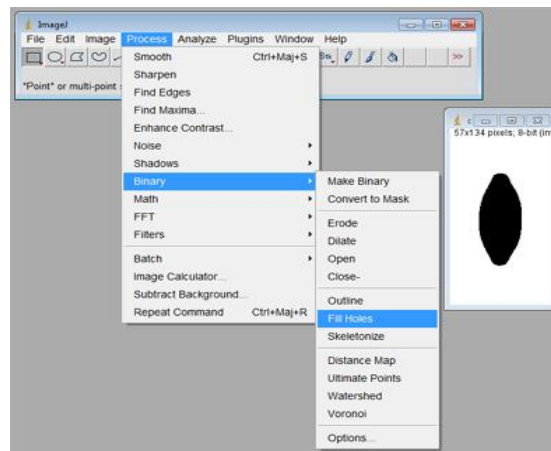 ImageJ
File Edit Image Process Analyze Plugins Window Help
>>
"Point" or multi-point
Smooth Ctrl+Maj+S
Sharpen
Find Edges
Find Maxima...
Enhance Contrast...
Noise
Shadows
Binary
Math
FFT
Filters
Batch
Image Calculator...
Subtract Background...
Repeat Command Ctrl+Maj+R
Make Binary
Convert to Mask
Erode
Dilate
Open
Close-
Outline
Fill Holes
Skeletonize
Distance Map
Ultimate Points
Watershed
Voronoi
Options...
57x134 pixels; 8-bit (in